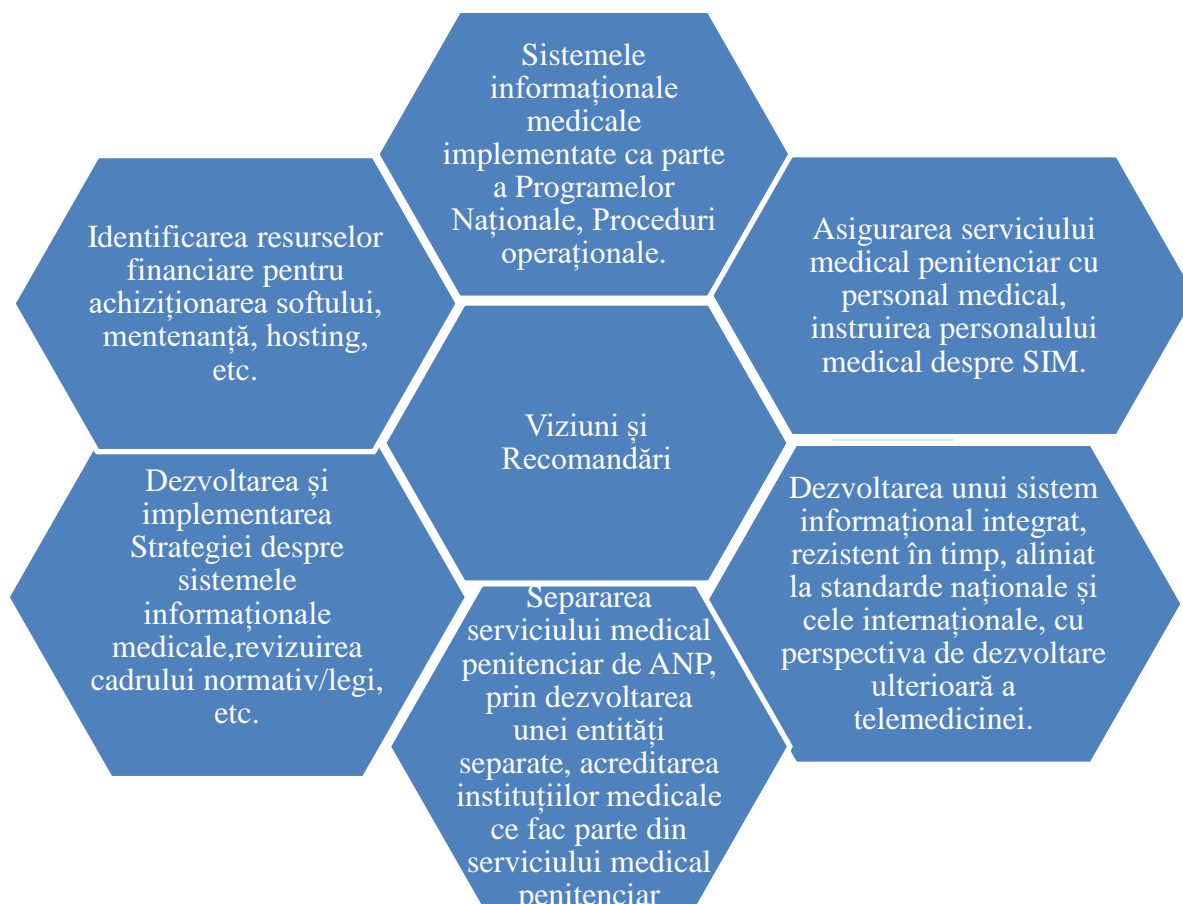 Sistemele
informaționale
medicale
implementate ca parte
a Programelor
Naționale, Proceduri
operaționale.
Identificarea resurselor
financiare pentru
achiziționarea softului,
mentenanță, hosting,
etc.
Asigurarea serviciului
medical penitenciar cu
personal medical,
instruirea personalului
medical despre SIM.
Viziuni și
Recomandări
Dezvoltarea și
implementarea
Strategiei despre
sistemele
informaționale
medicale,revizuirea
cadrului normativ/legi,
etc.
Dezvoltarea unui sistem
informațional integrat,
rezistent în timp, aliniat
la standarde naționale și
cele internaționale, cu
perspectiva de dezvoltare
ulterioară a
telemedicinei.
Separarea
serviciului medical
penitenciar de ANP,
prin dezvoltarea
unei entități
separate, acreditarea
instituțiilor medicale
ce fac parte din
serviciului medical
penitenciar